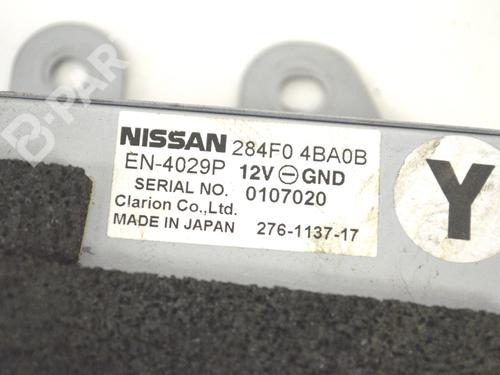 B-PART
NISSAN 284F0 4BA0B
EN-4029P 12V ⊖ GND
SERIAL NO. 0107020
Clarion Co.,Ltd.
MADE IN JAPAN 276-1137-17
Y